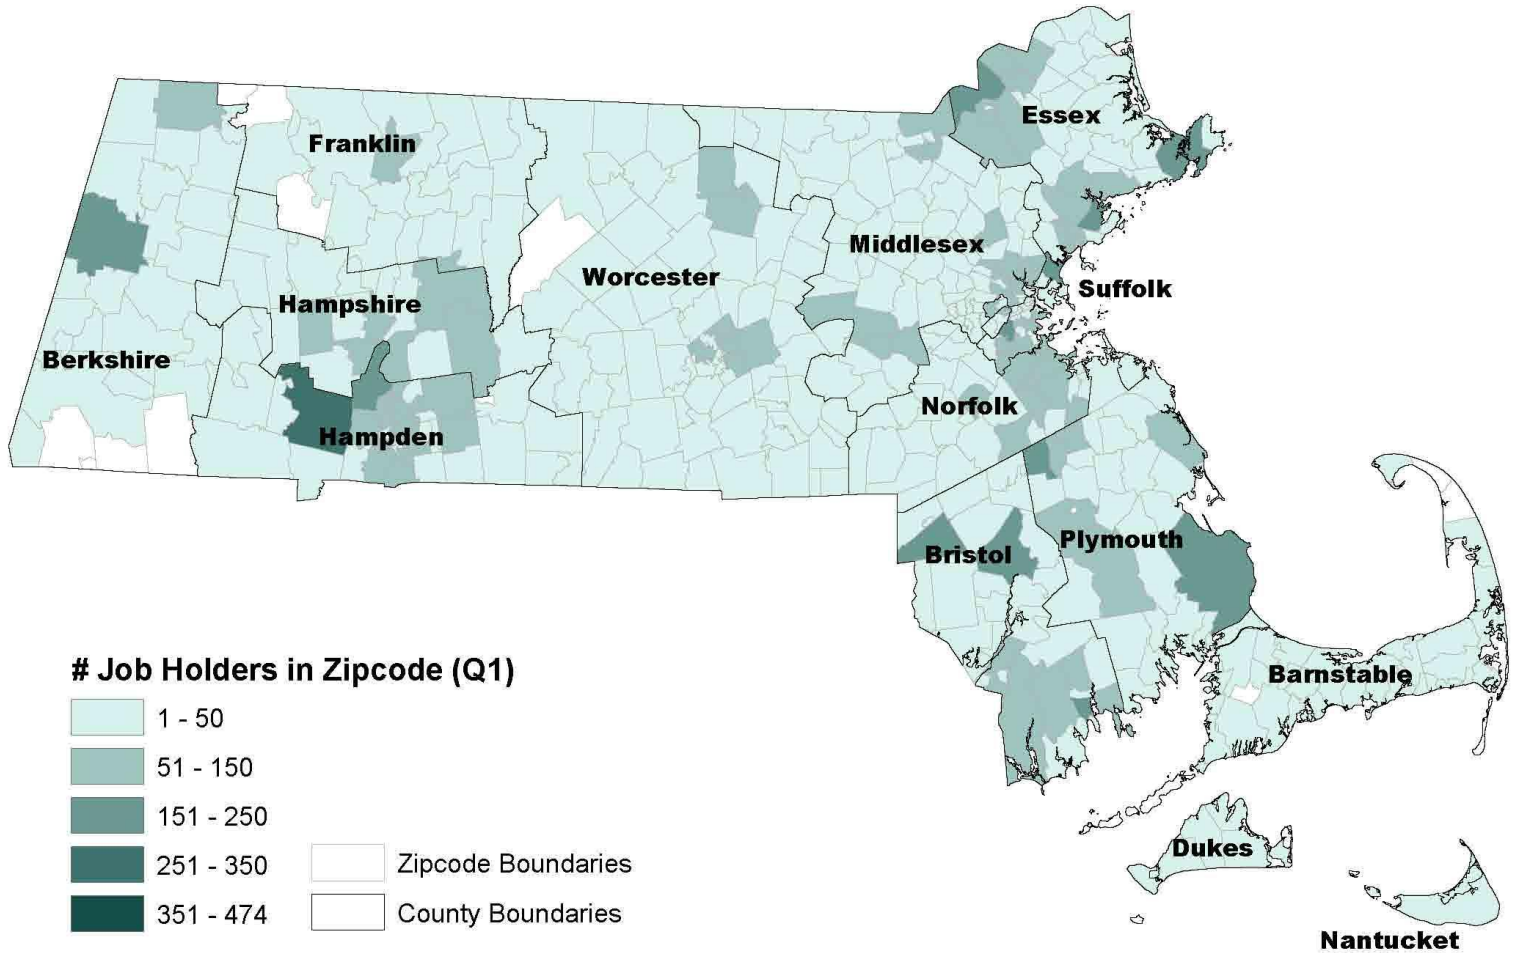 Essex
Franklin
Middlesex
Worcester
Suffolk
Hampshire
Berkshire
Norfolk
Hampden
Plymouth
Bristol
Barnstable
# Job Holders in Zipcode (Q1)
1 - 50
51 - 150
151 - 250
251 - 350
351 - 474
Zipcode Boundaries
County Boundaries
Dukes
Nantucket